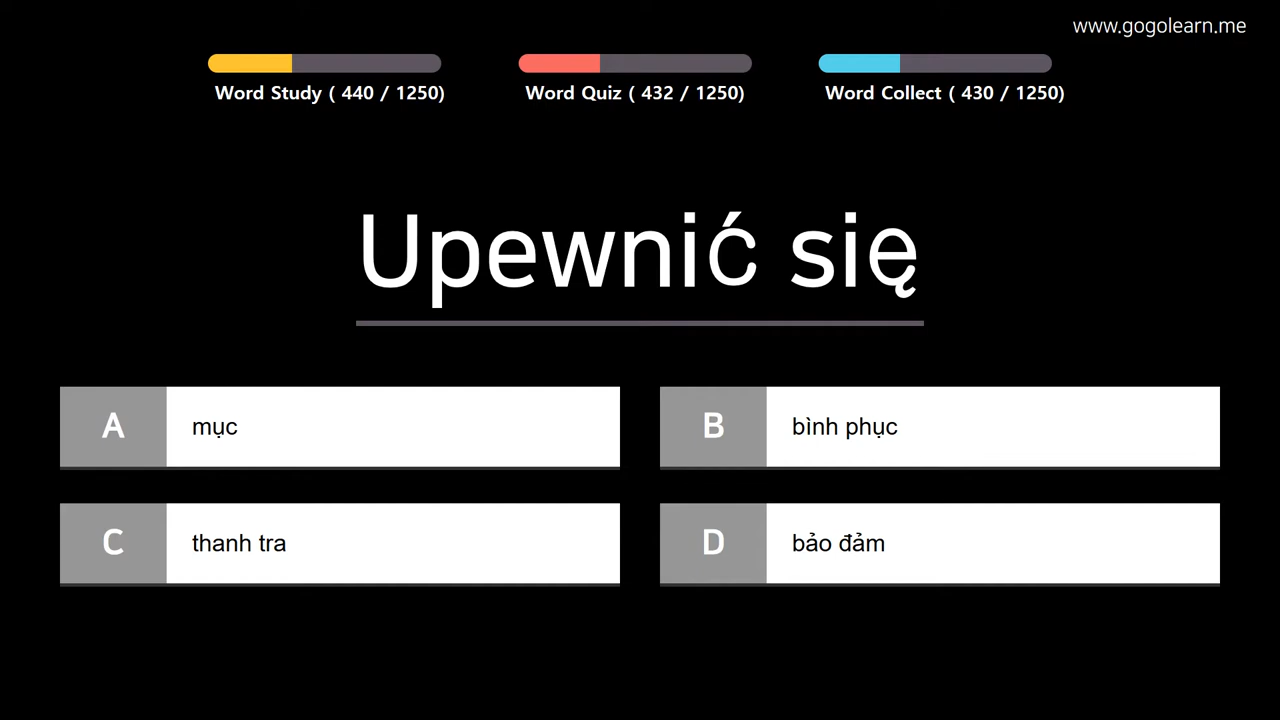 www.gogolearn.me
Word Study ( 440 / 1250)
Word Quiz ( 432 / 1250)
Word Collect ( 430 / 1250)
Upewnić się
A mục
B bình phục
C thanh tra
D bảo đảm